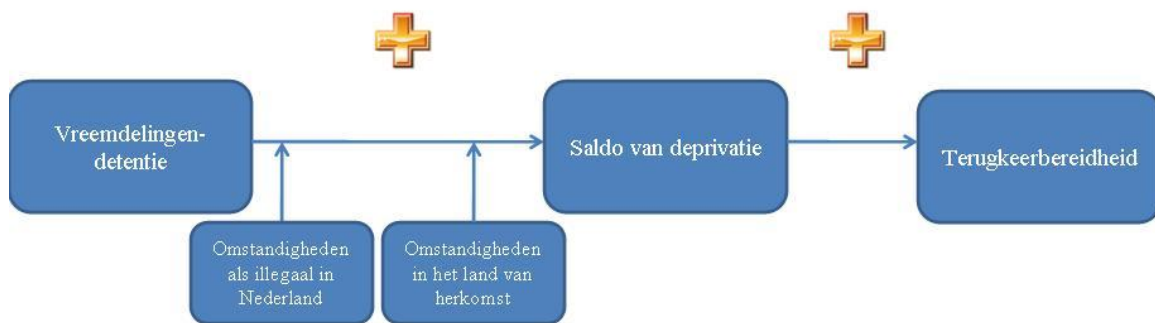 Vreemdelingen-
detentie
Saldo van deprivatie
Terugkeerbereidheid
Omstandigheden
als illegaal in
Nederland
Omstandigheden
in het land van
herkomst